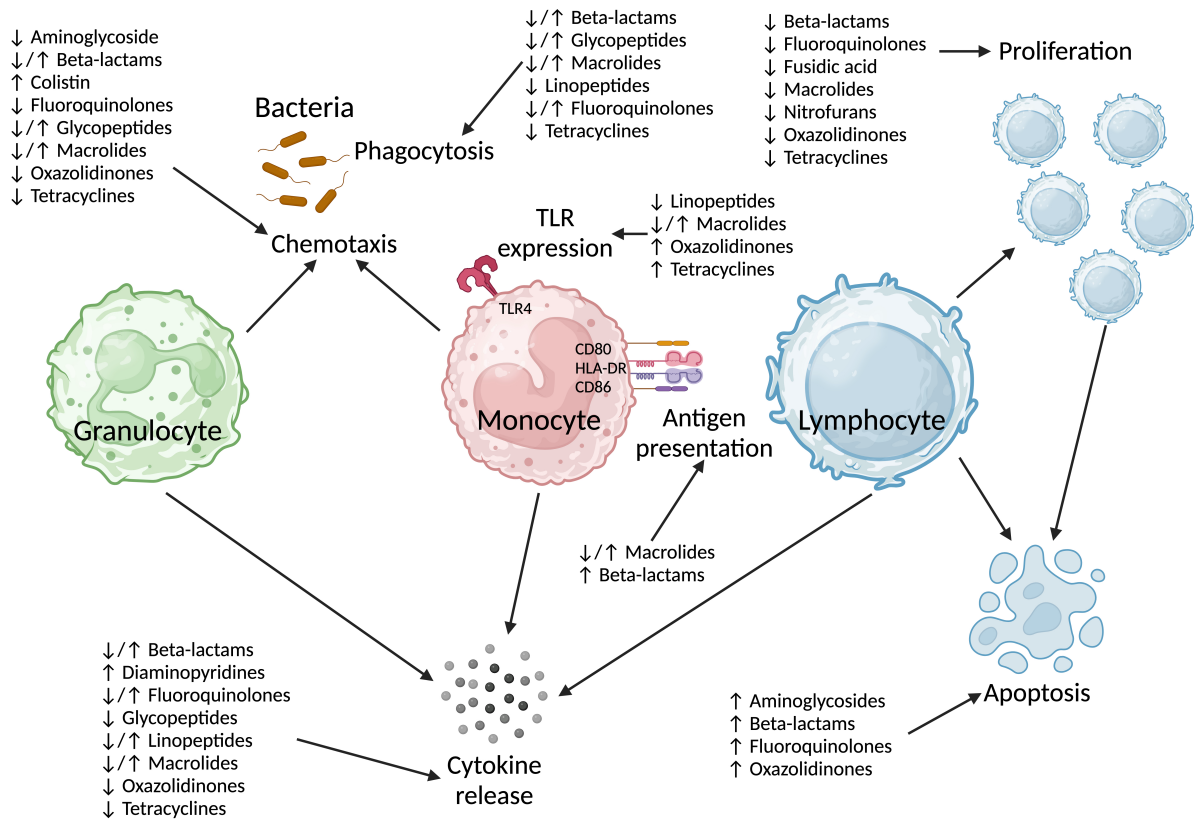 ↓ Aminoglycoside
↓/↑ Beta-lactams
↑ Colistin
↓ Fluoroquinolones
↓/↑ Glycopeptides
↓/↑ Macrolides
↓ Oxazolidinones
↓ Tetracyclines
Bacteria
Chemotaxis
↓/↑ Beta-lactams
↓/↑ Glycopeptides
↓/↑ Macrolides
↓ Linopeptides
↓/↑ Fluoroquinolones
↓ Tetracyclines
Phagocytosis
↓ Beta-lactams
↓ Fluoroquinolones
↓ Fusidic acid
↓ Macrolides
↓ Nitrofurans
↓ Oxazolidinones
↓ Tetracyclines
Proliferation
TLR
expression
↓ Linopeptides
↓/↑ Macrolides
↑ Oxazolidinones
↑ Tetracyclines
Granulocyte
TLR4
CD80
HLA-DR
CD86
Monocyte
Antigen
presentation
Lymphocyte
↓/↑ Macrolides
↑ Beta-lactams
↓/↑ Beta-lactams
↑ Diaminopyridines
↓/↑ Fluoroquinolones
↓ Glycopeptides
↓/↑ Linopeptides
↓/↑ Macrolides
↓ Oxazolidinones
↓ Tetracyclines
Cytokine
release
↑ Aminoglycosides
↑ Beta-lactams
↑ Fluoroquinolones
↑ Oxazolidinones
Apoptosis